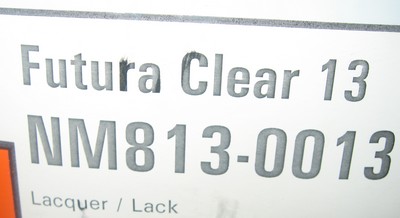 Futura Clear 13
NM813-0013
Lacquer / Lack